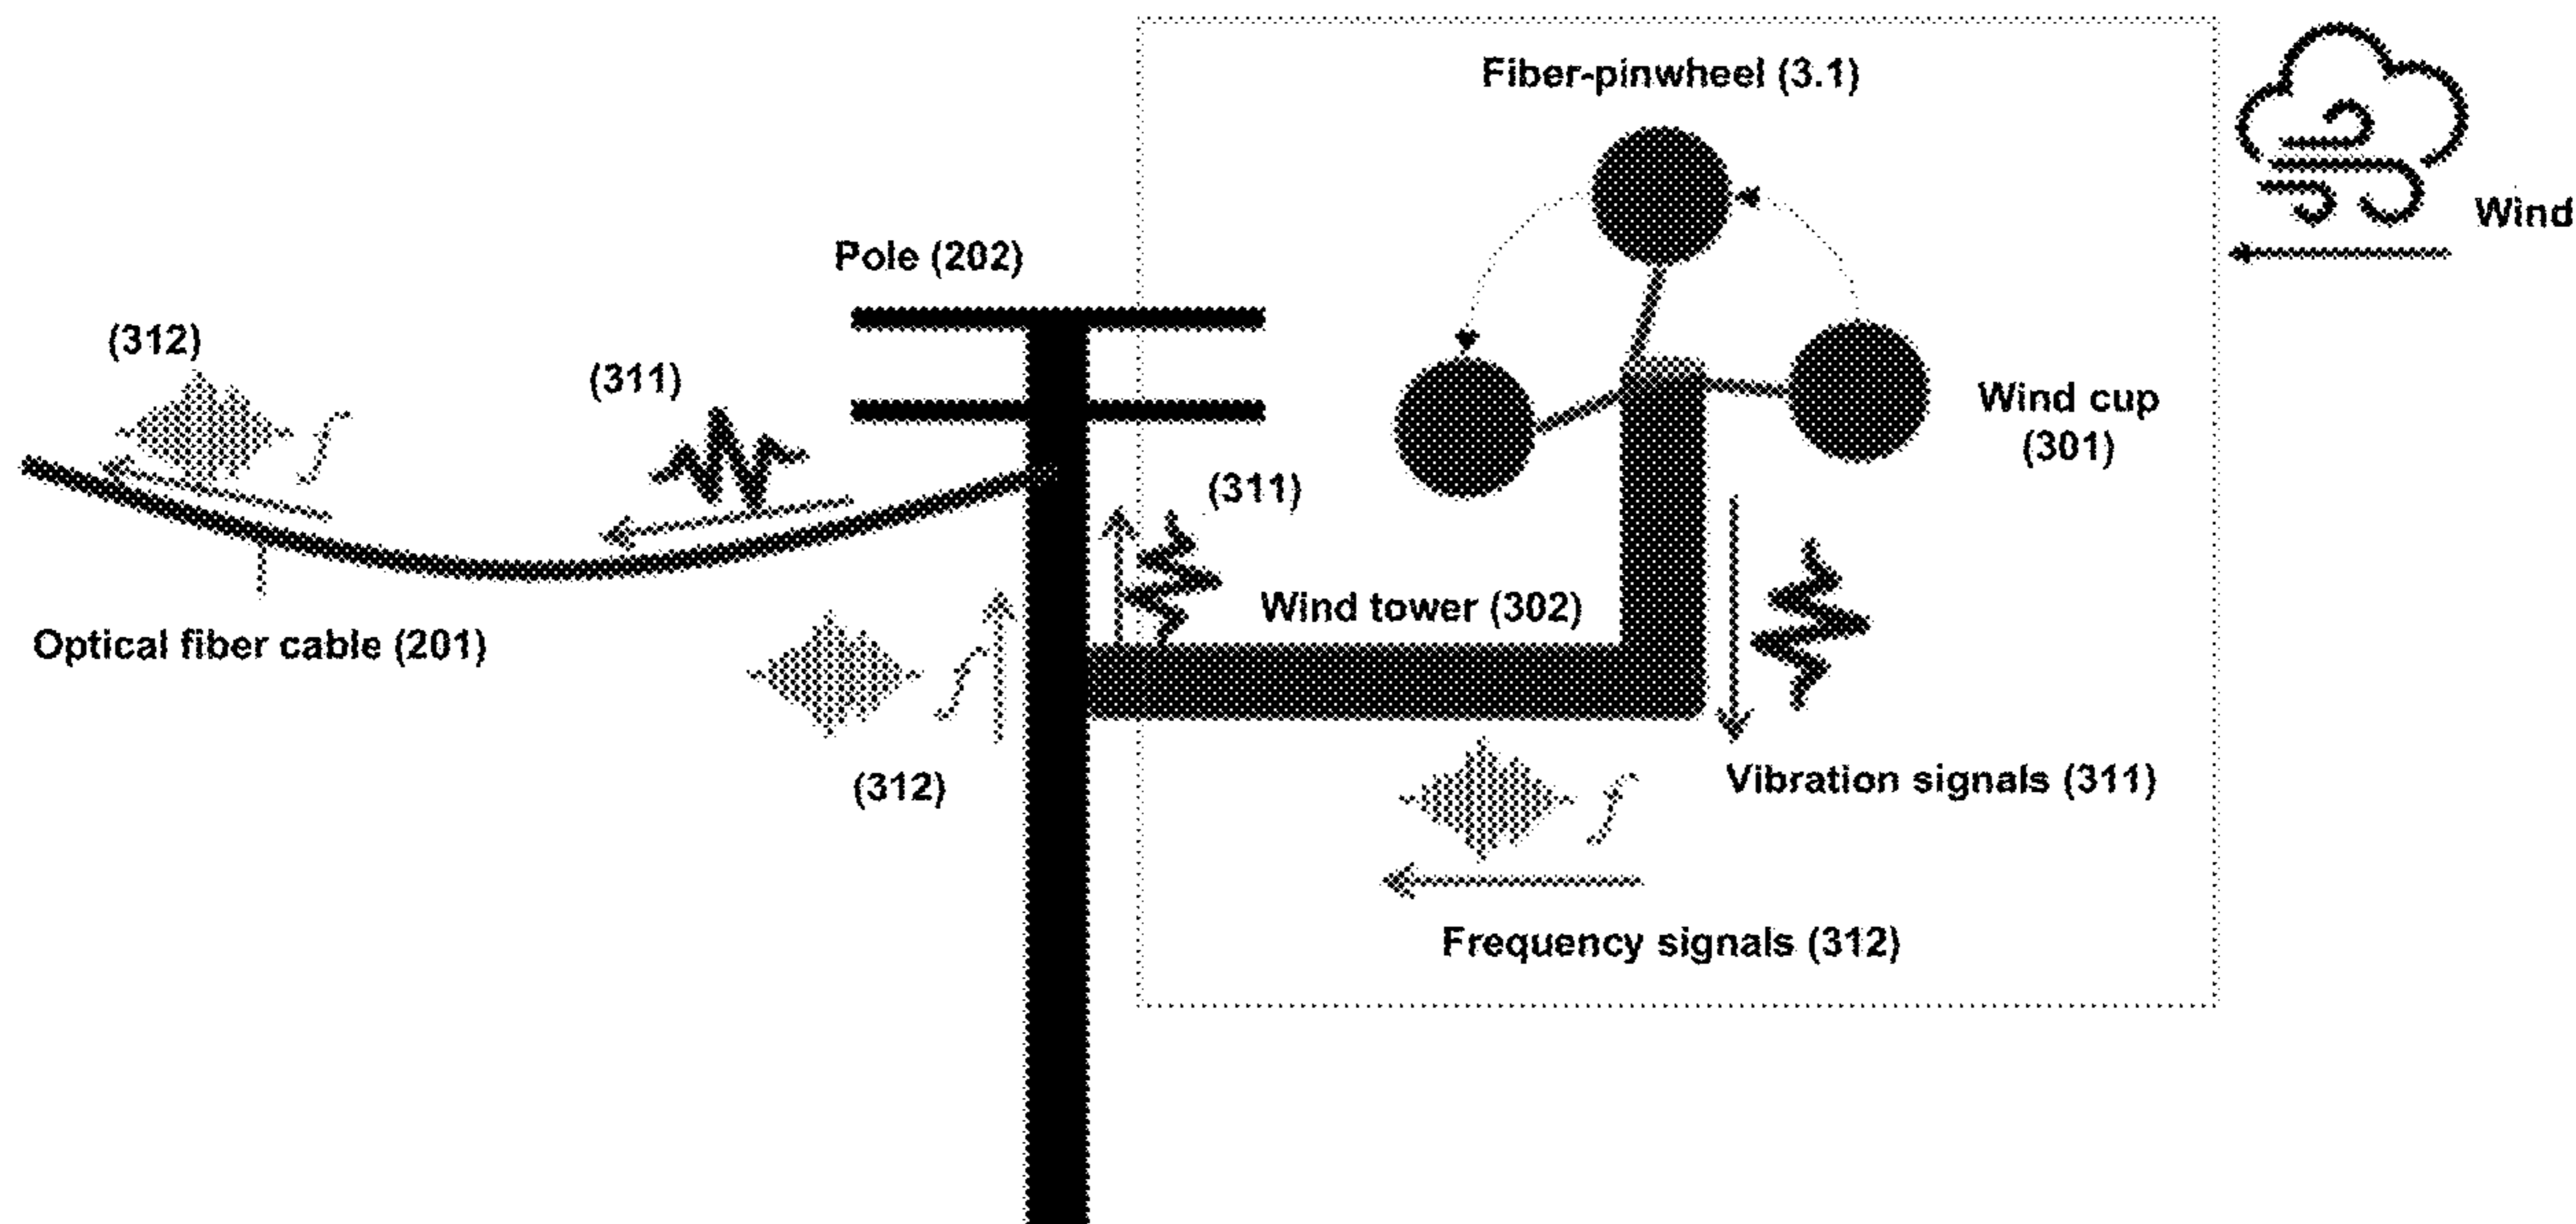 Fiber-pinwheel (3.1)
Wind
Pole (202)
(312)
(311)
Wind cup
(301)
(311)
Wind tower (302)
Optical fiber cable (201)
(312)
Vibration signals (311)
Frequency signals (312)